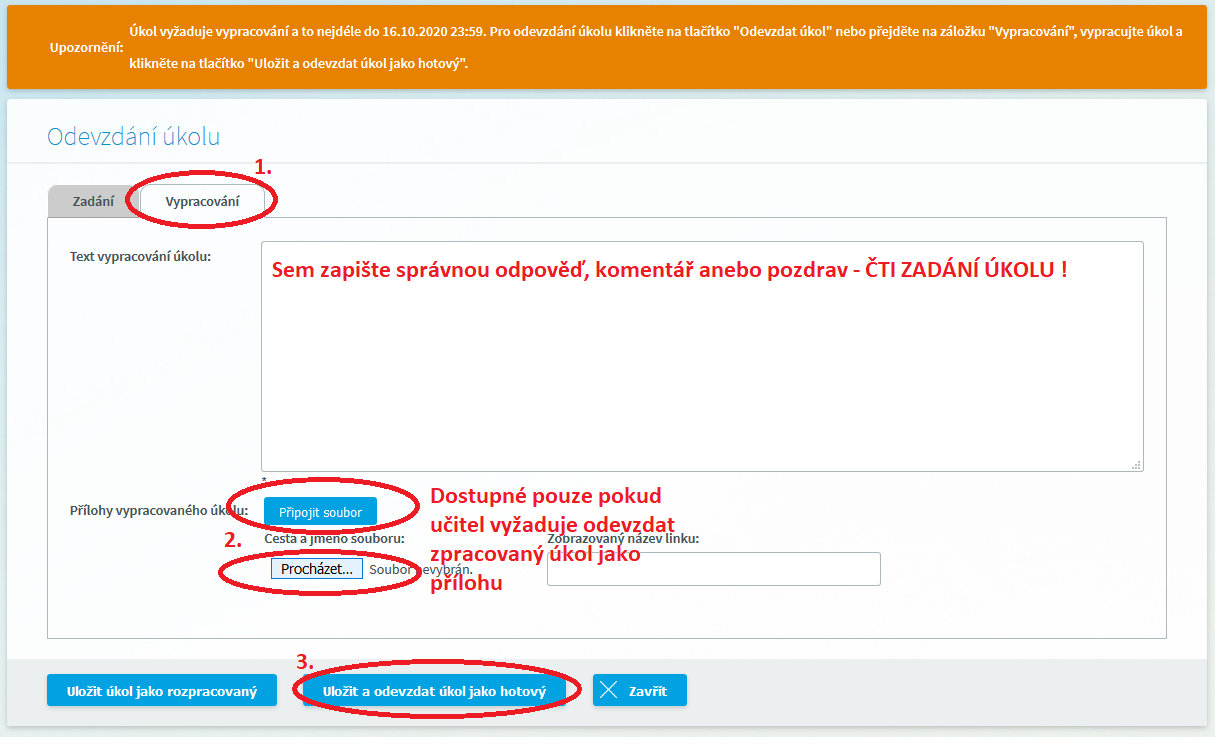 Upozornění:
Úkol vyžaduje vypracování a to nejdéle do 16.10.2020 23:59. Pro odevzdání úkolu klikněte na tlačítko "Odevzdat úkol" nebo přejděte na záložku "Vypracování", vypracujte úkol a
klikněte na tlačítko "Uložit a odevzdat úkol jako hotový".
Odevzdání úkolu
1.
Zadání Vypracování
Text vypracování úkolu:
Sem zapište správnou odpověď, komentář anebo pozdrav - ČTI ZADÁNÍ ÚKOLU !
*
Přílohy vypracovaného úkolu: Připojit soubor
2.
Cesta a jméno souboru: Zobrazovaný název linku:
Procházet... Soubor nevybrán.
Dostupné pouze pokud
učitel vyžaduje odevzdat
zpracovaný úkol jako
přílohu
3.
Uložit úkol jako rozpracovaný Uložit a odevzdat úkol jako hotový Zavřít